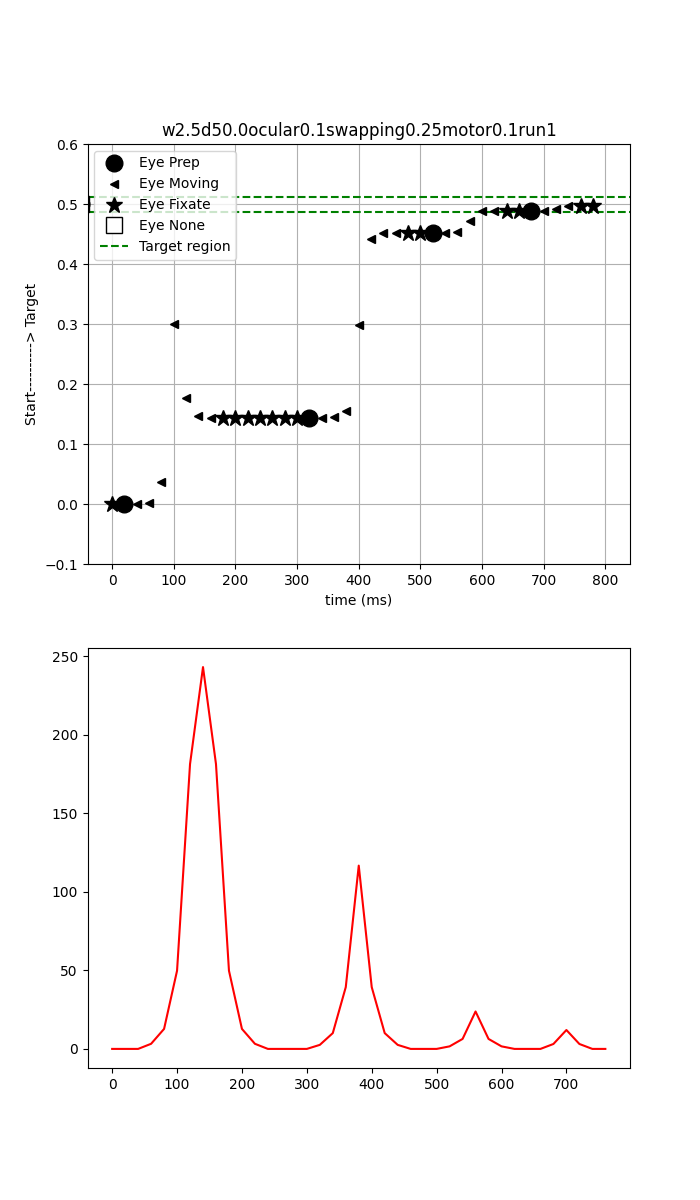 w2.5d50.0ocular0.1swapping0.25motor0.1run1
0.6
0.5
0.4
0.3
0.2
0.1
0.0
−0.1
Start----------> Target
Eye Prep
Eye Moving
Eye Fixate
Eye None
Target region
0 100 200 300 400 500 600 700 800
time (ms)
250
200
150
100
50
0
0 100 200 300 400 500 600 700